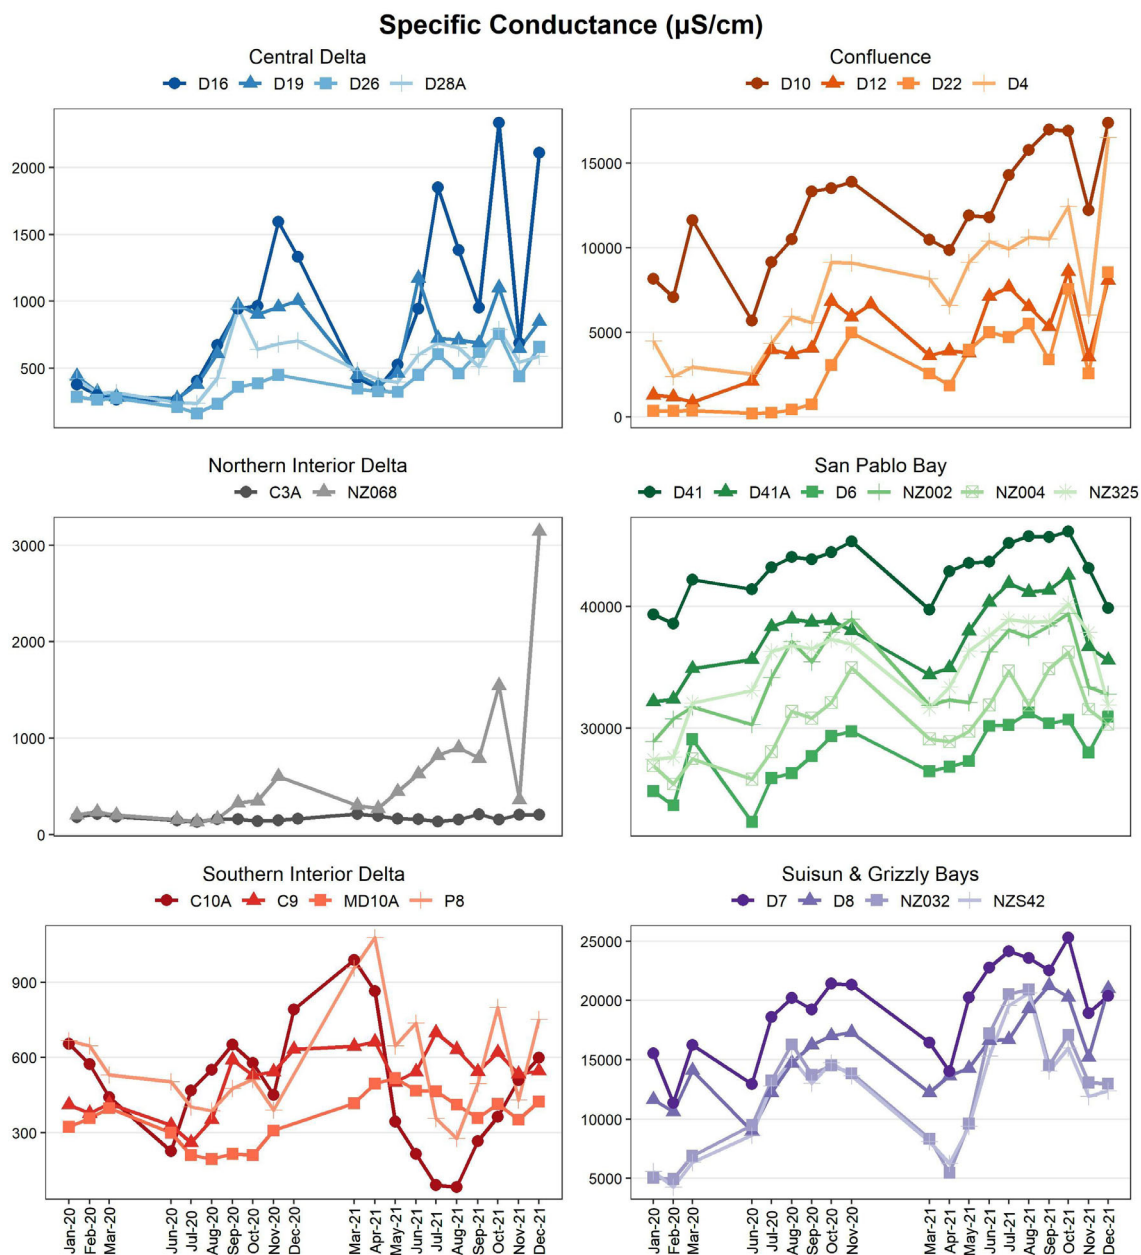 Specific Conductance (µS/cm)
Central Delta
D16 D19 D26 D28A
2000
1500
1000
500
Confluence
D10 D12 D22 D4
15000
10000
5000
0
Northern Interior Delta
C3A NZ068
3000
2000
1000
0
San Pablo Bay
D41 D41A D6 NZ002 NZ004 NZ325
40000
30000
Southern Interior Delta
C10A C9 MD10A P8
900
600
300
Jan-20 Feb-20 Mar-20 Jun-20 Jul-20 Aug-20 Sep-20 Oct-20 Nov-20 Dec-20 Mar-21 Apr-21 May-21 Jun-21 Jul-21 Aug-21 Sep-21 Oct-21 Nov-21 Dec-21
Suisun & Grizzly Bays
D7 D8 NZ032 NZS42
25000
20000
15000
10000
5000
Jan-20 Feb-20 Mar-20 Jun-20 Jul-20 Aug-20 Sep-20 Oct-20 Nov-20 Mar-21 Apr-21 May-21 Jun-21 Jul-21 Aug-21 Sep-21 Oct-21 Nov-21 Dec-21